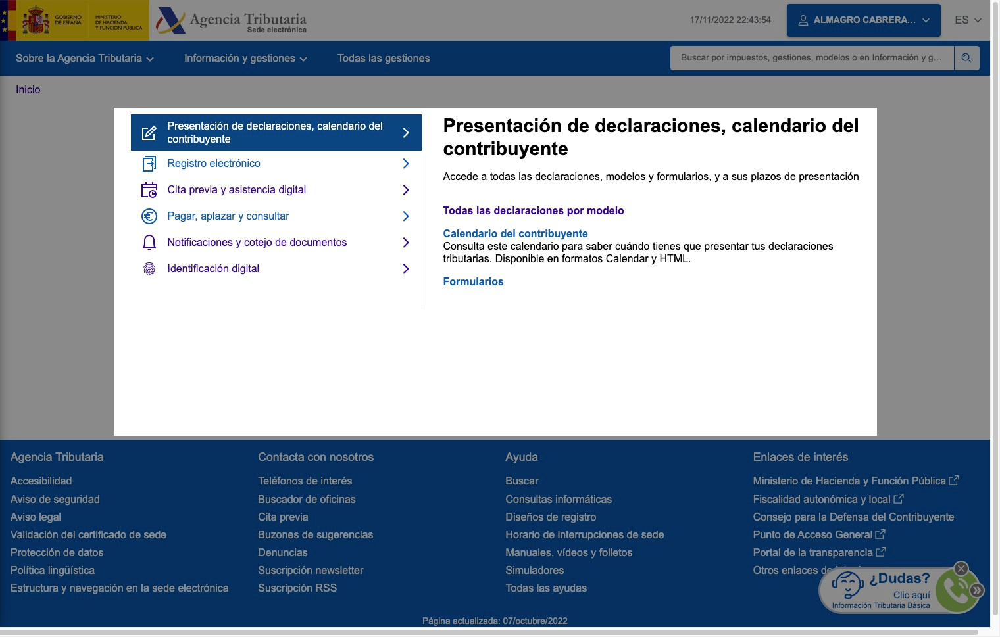 GOBIERNO
DE ESPAÑA
MINISTERIO
DE HACIENDA
Y FUNCIÓN PÚBLICA
Agencia Tributaria
Sede electrónica
17/11/2022 22:43:54
ALMAGRO CABRERA...
ES
Sobre la Agencia Tributaria
Información y gestiones
Todas las gestiones
Buscar por impuestos, gestiones, modelos o en Información y g...
Inicio
Presentación de declaraciones, calendario del
contribuyente
Registro electrónico
Cita previa y asistencia digital
Pagar, aplazar y consultar
Notificaciones y cotejo de documentos
Identificación digital
Presentación de declaraciones, calendario del
contribuyente
Accede a todas las declaraciones, modelos y formularios, y a sus plazos de presentación
Todas las declaraciones por modelo
Calendario del contribuyente
Consulta este calendario para saber cuándo tienes que presentar tus declaraciones
tributarias. Disponible en formatos Calendar y HTML.
Formularios
Agencia Tributaria
Accesibilidad
Aviso de seguridad
Aviso legal
Validación del certificado de sede
Protección de datos
Política lingüística
Estructura y navegación en la sede electrónica
Contacta con nosotros
Teléfonos de interés
Buscador de oficinas
Cita previa
Buzones de sugerencias
Denuncias
Suscripción newsletter
Suscripción RSS
Ayuda
Buscar
Consultas informáticas
Diseños de registro
Horario de interrupciones de sede
Manuales, vídeos y folletos
Simuladores
Todas las ayudas
Enlaces de interés
Ministerio de Hacienda y Función Pública
Fiscalidad autonómica y local
Consejo para la Defensa del Contribuyente
Punto de Acceso General
Portal de la transparencia
Otros enlaces
¿Dudas?
Clic aquí
Información Tributaria Básica
Página actualizada: 07/octubre/2022